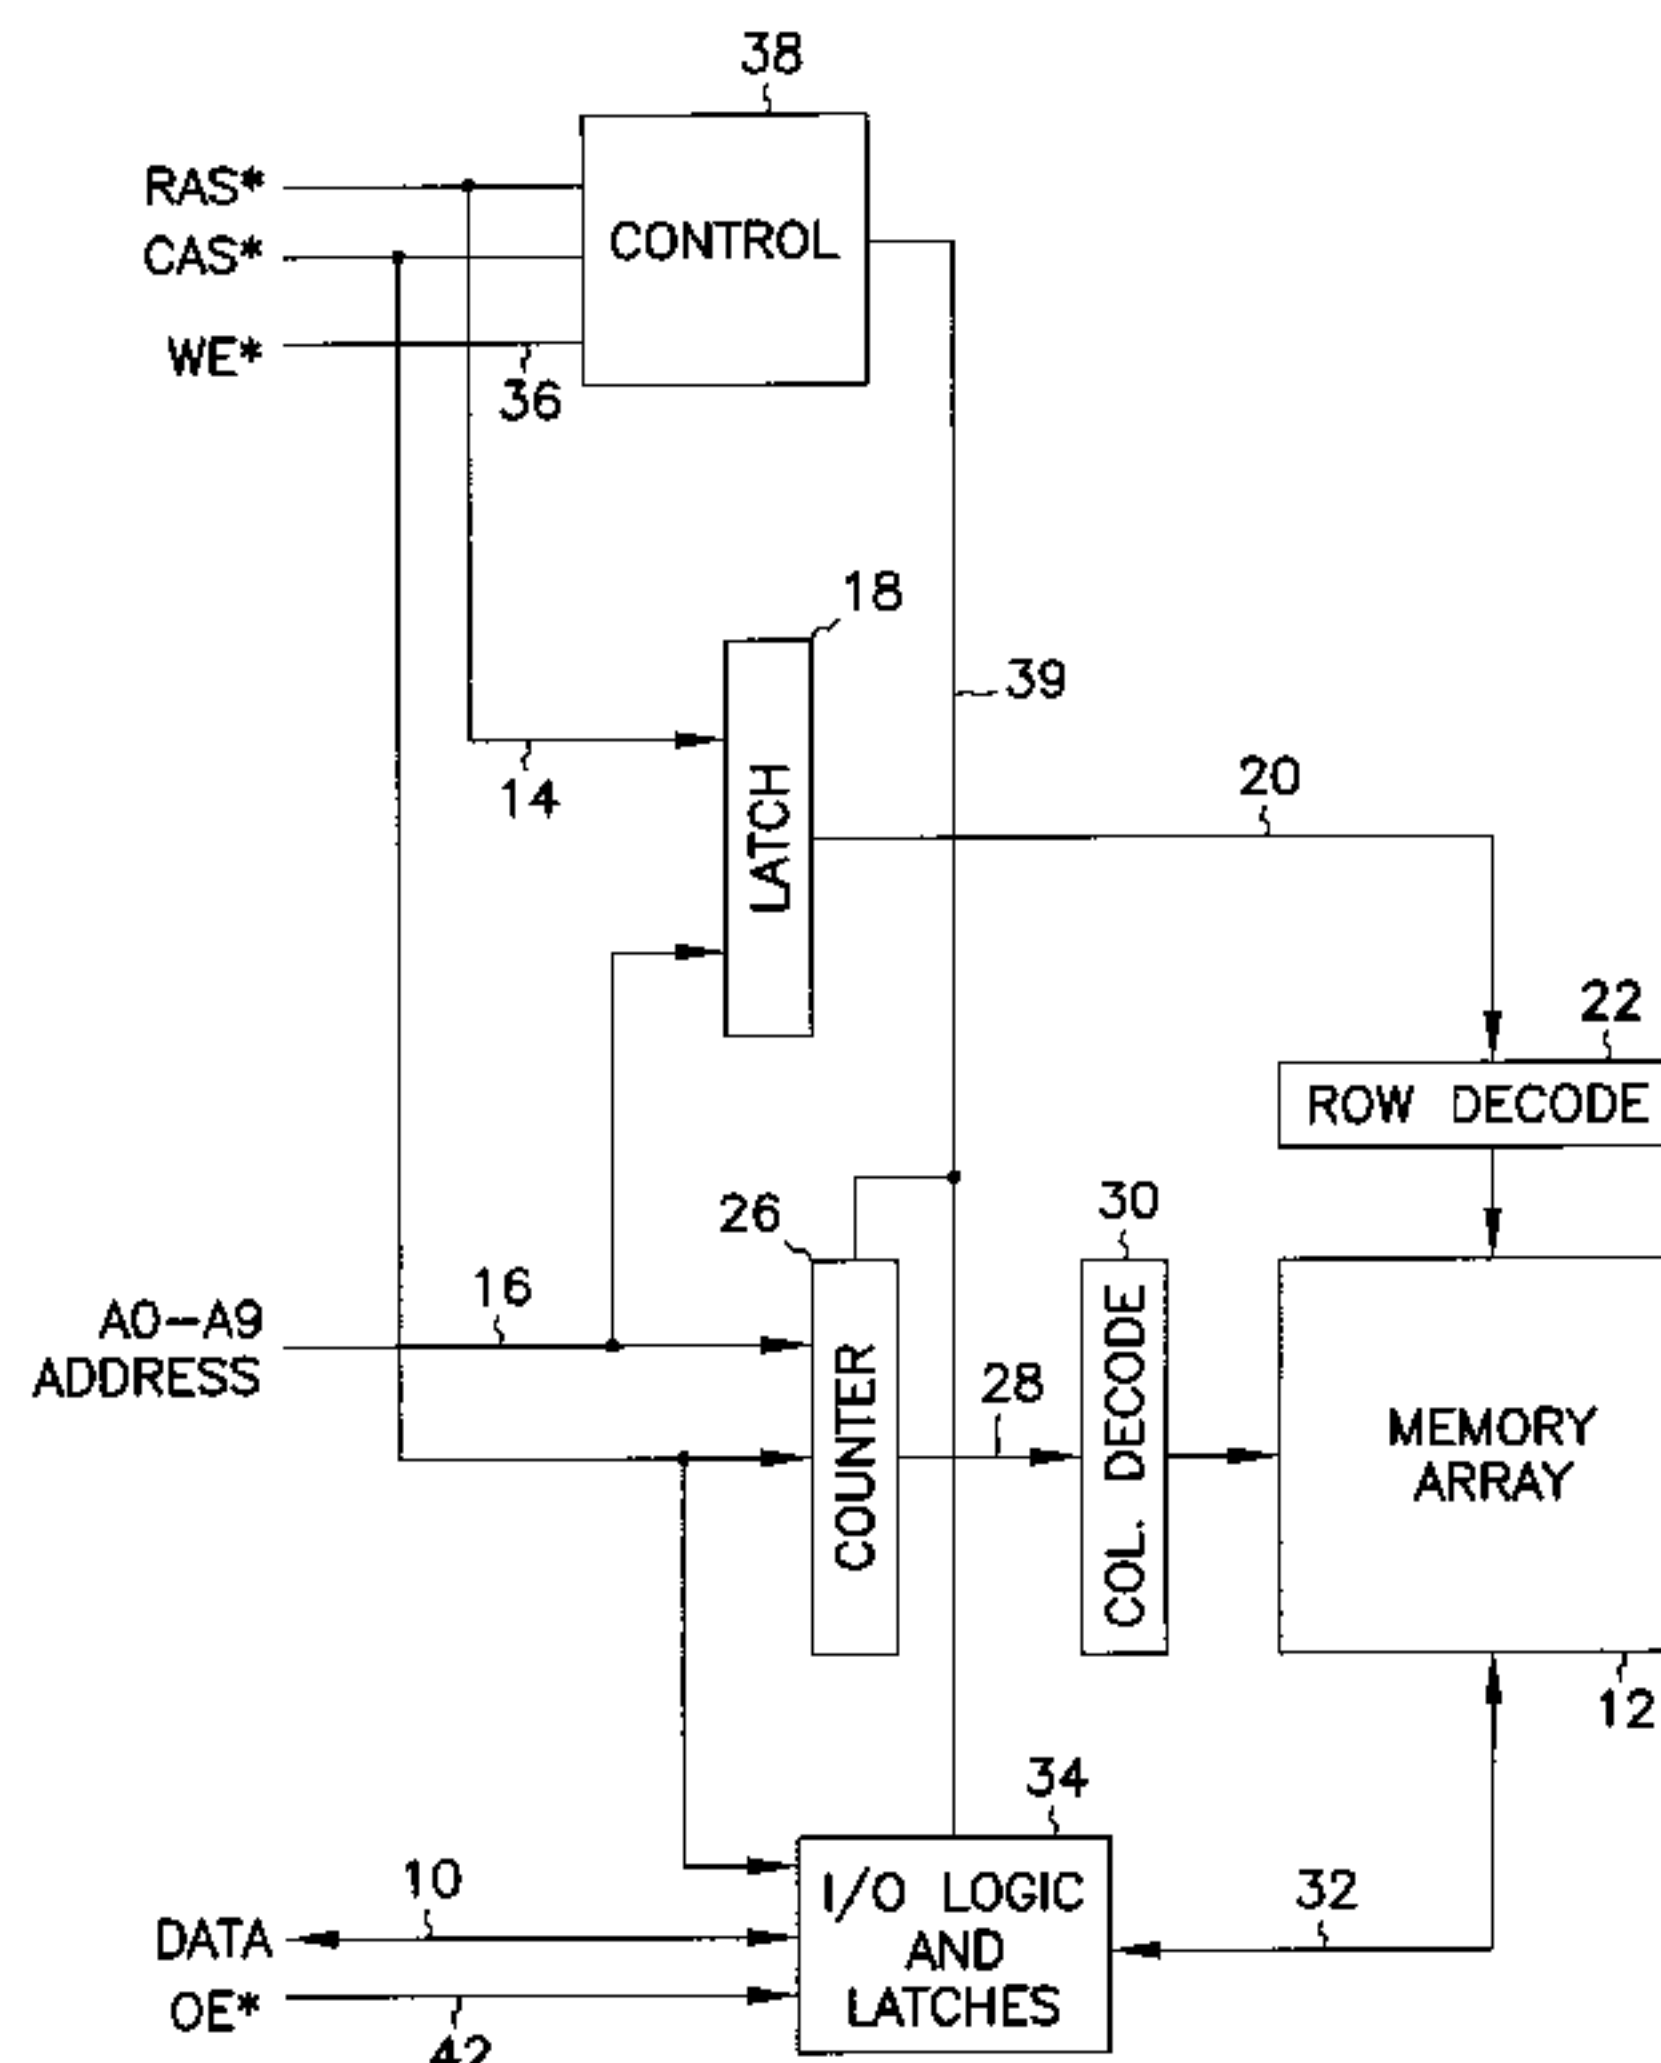 38
RAS*
CAS*
CONTROL
WE*
36
18
39
14
LATCH
20
22
ROW DECODE
26
30
16
A0-A9
ADDRESS
COUNTER
28
COL. DECODE
MEMORY
ARRAY
12
34
10
I/O LOGIC
AND
LATCHES
32
DATA
OE*
42